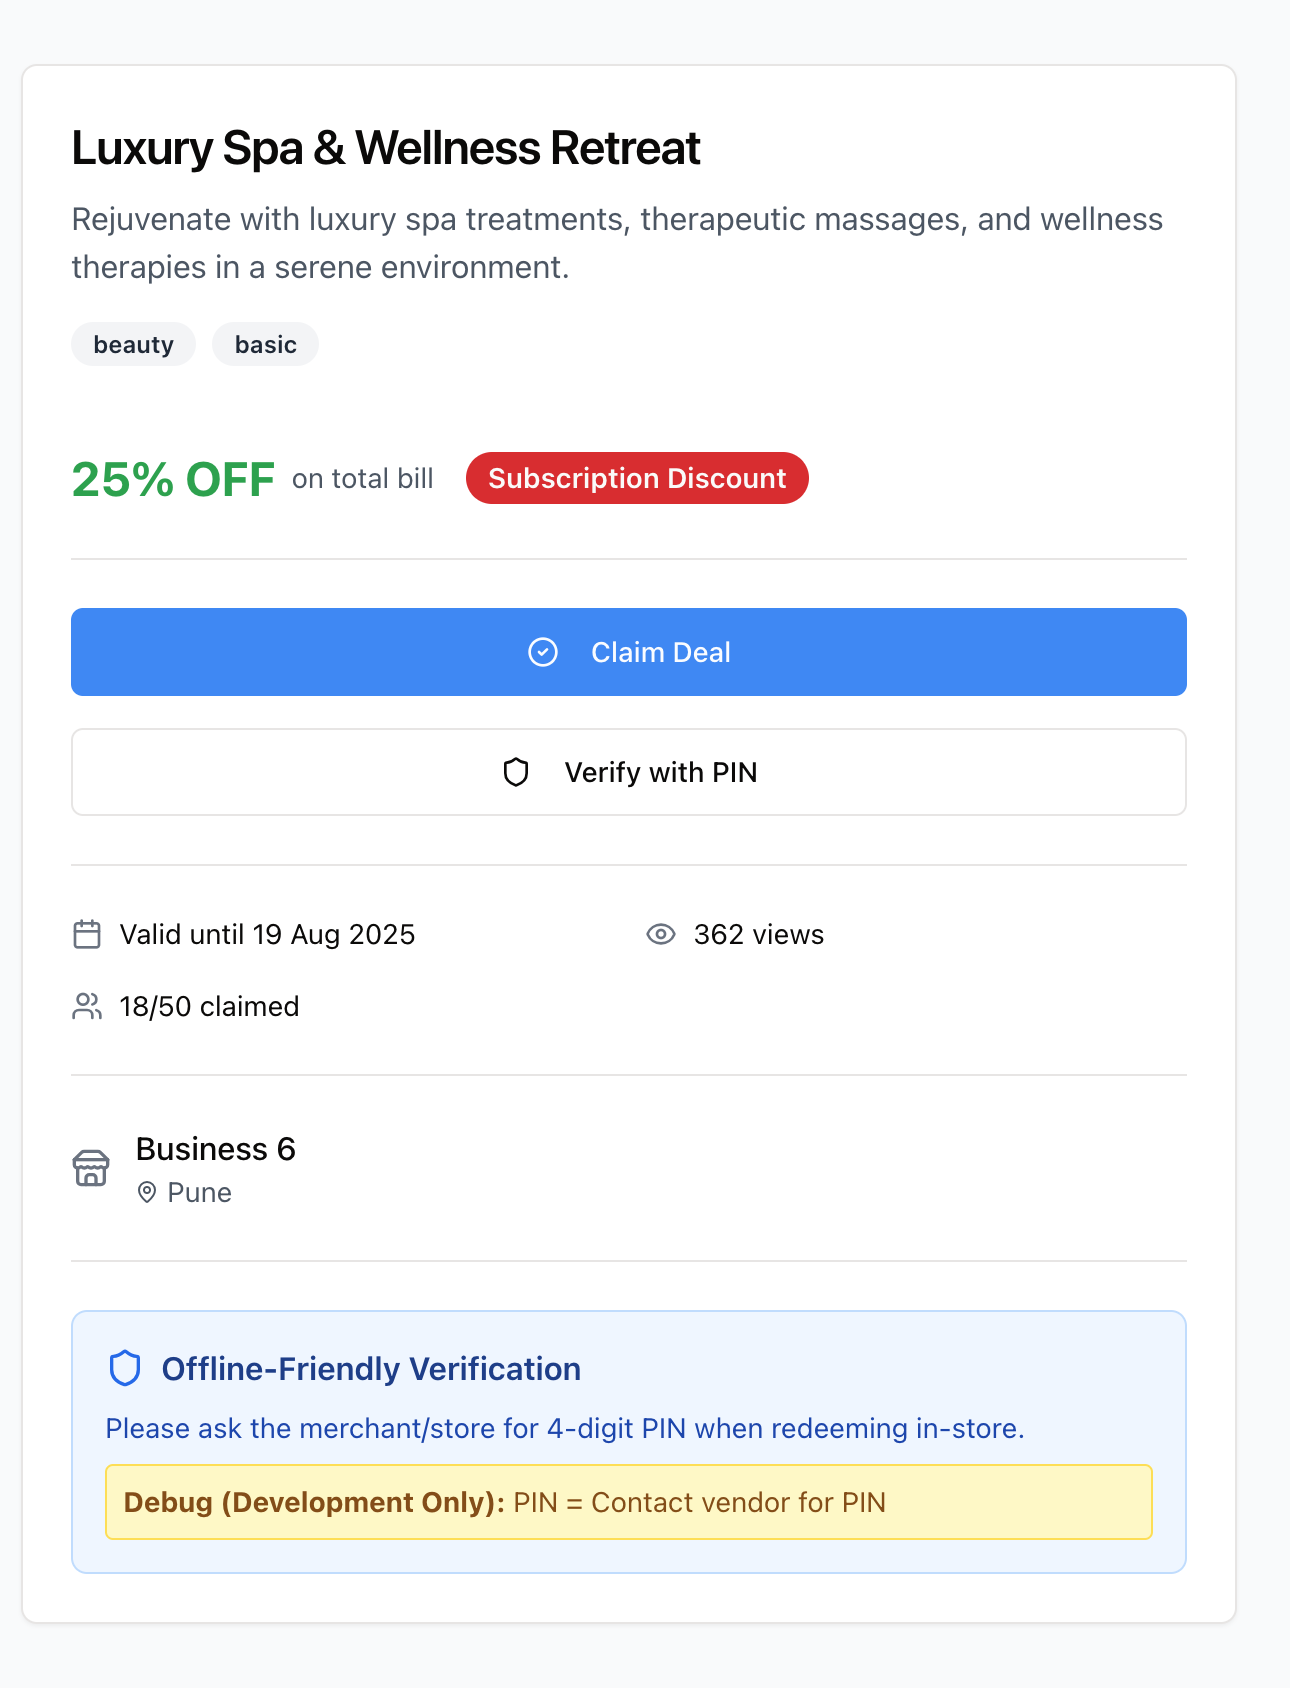 Luxury Spa & Wellness Retreat
Rejuvenate with luxury spa treatments, therapeutic massages, and wellness
therapies in a serene environment.
beauty basic
25% OFF on total bill Subscription Discount
Claim Deal
Verify with PIN
Valid until 19 Aug 2025 362 views
18/50 claimed
Business 6
Pune
Offline-Friendly Verification
Please ask the merchant/store for 4-digit PIN when redeeming in-store.
Debug (Development Only): PIN = Contact vendor for PIN